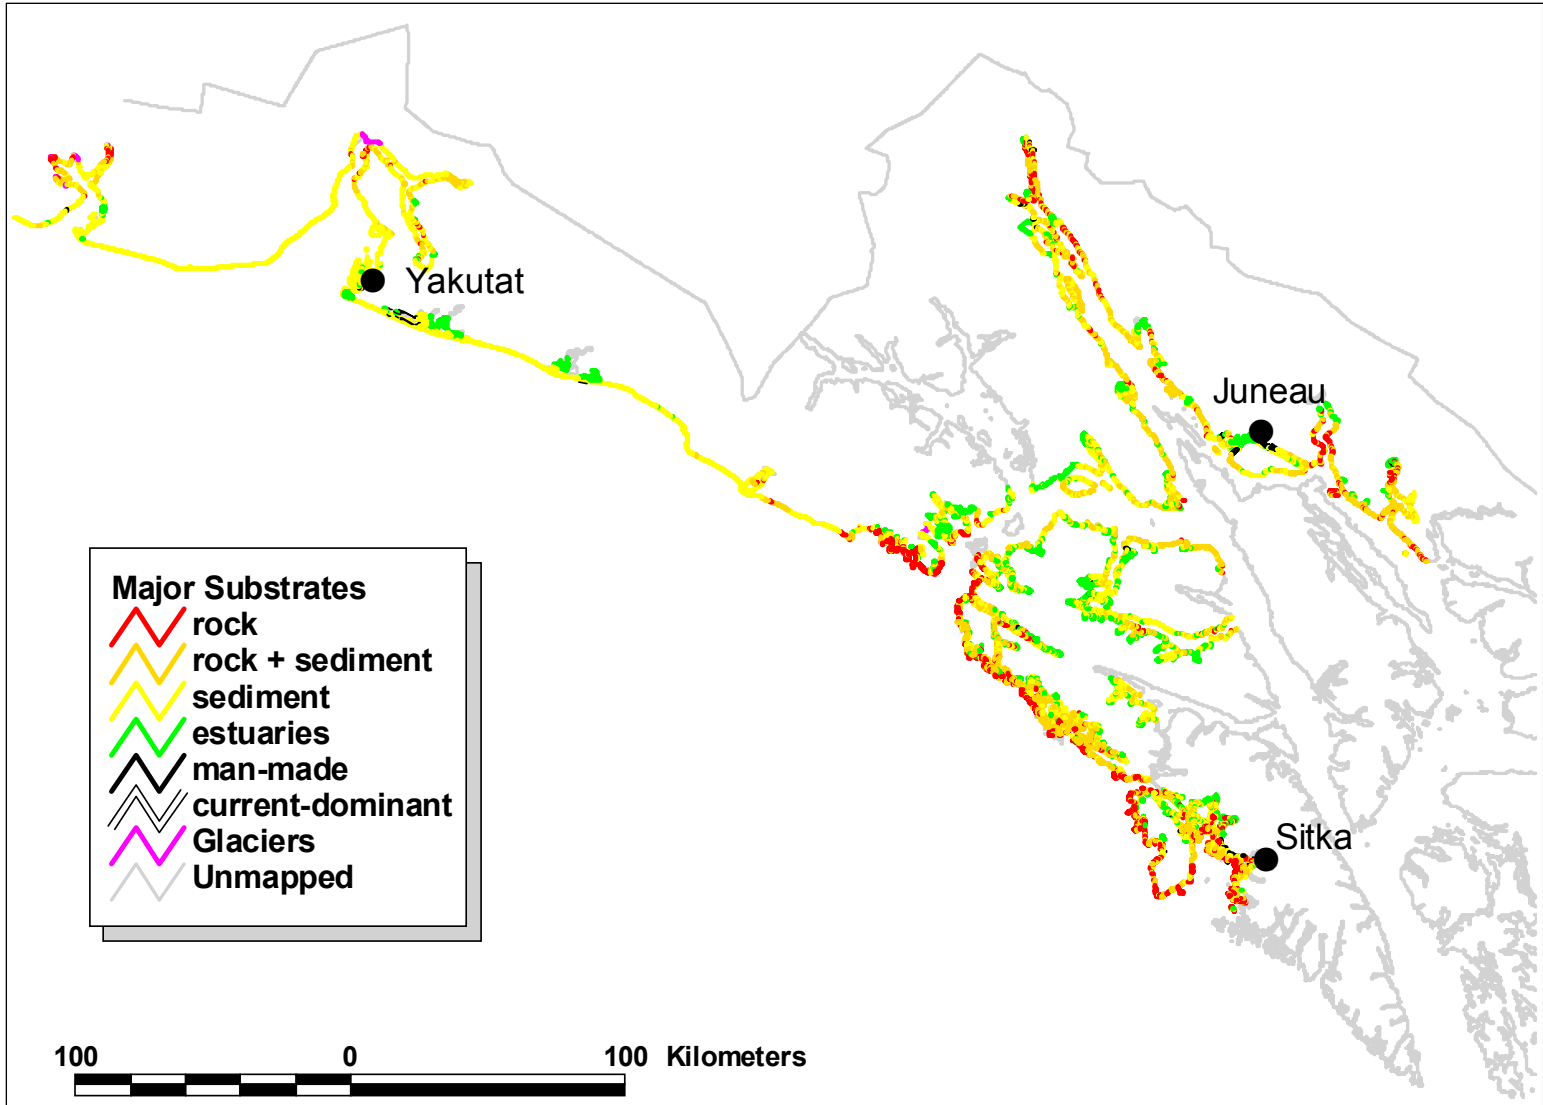 Yakutat
Juneau
Major Substrates
rock
rock + sediment
sediment
estuaries
man-made
current-dominant
Glaciers
Unmapped
Sitka
100 0 100 Kilometers